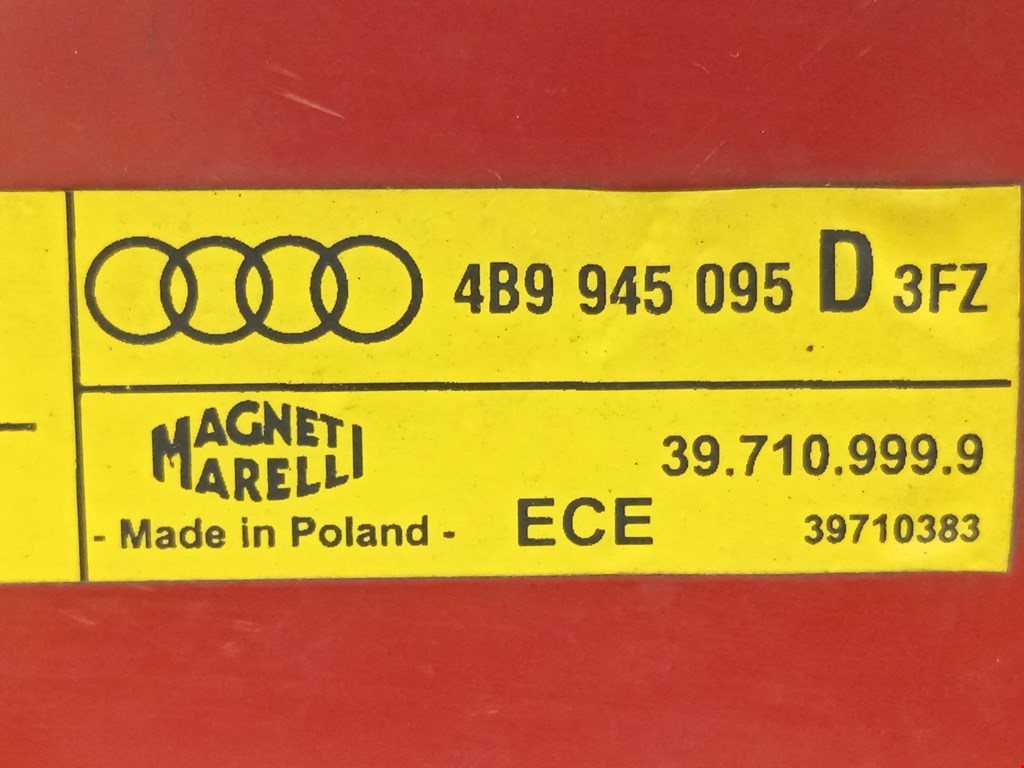 4B9 945 095 D 3FZ
MAGNETI
MARELLI
39.710.999.9
- Made in Poland -
ECE
39710383